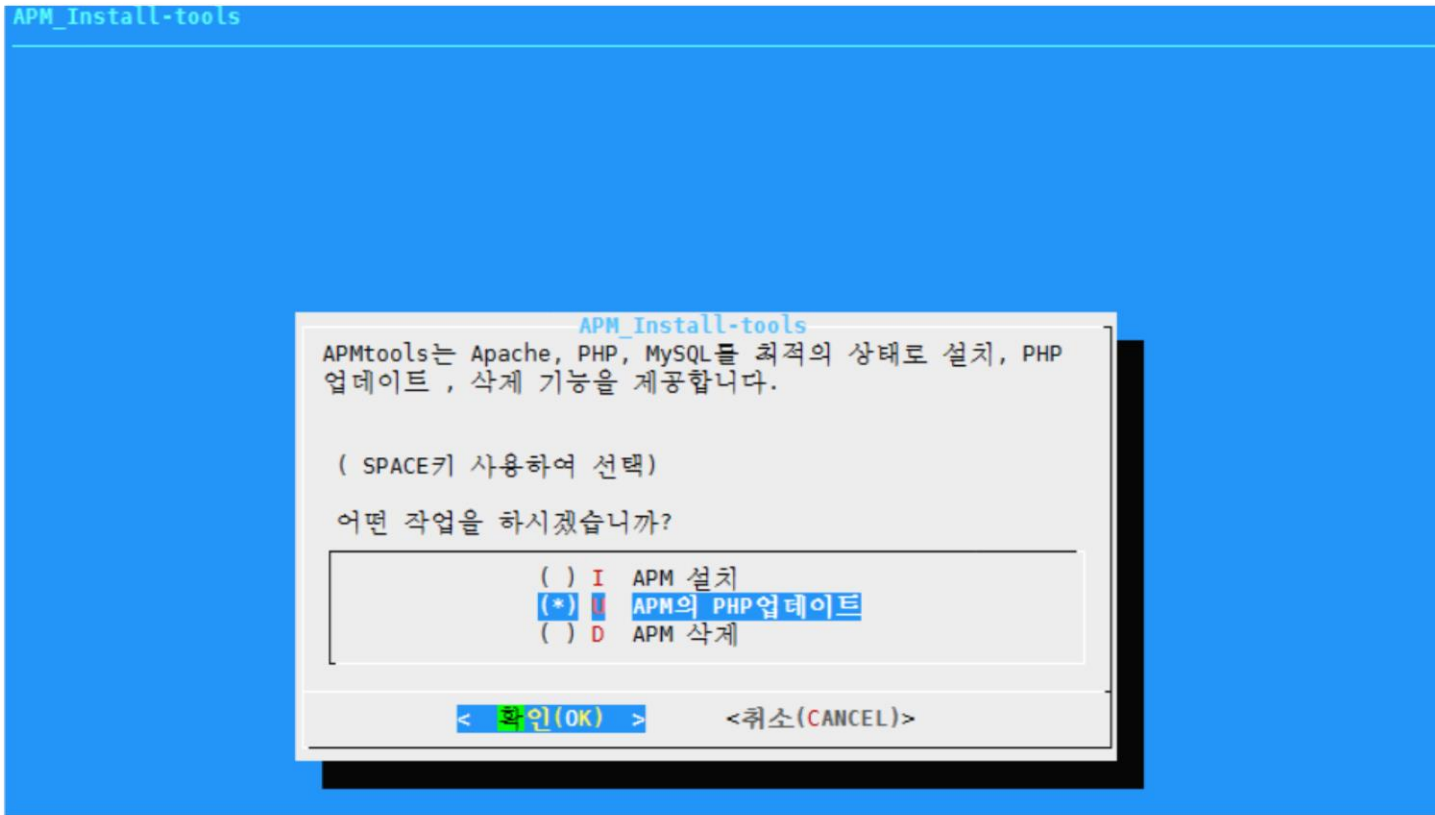 APM_Install-tools
APM_Install-tools
APMtools는 Apache, PHP, MySQL를 최적의 상태로 설치, PHP
업데이트 , 삭제 기능을 제공합니다.
( SPACE키 사용하여 선택)
어떤 작업을 하시겠습니까?
( ) I APM 설치
(*) U APM의 PHP업데이트
( ) D APM 삭제
< 확인(OK) > <취소(CANCEL)>